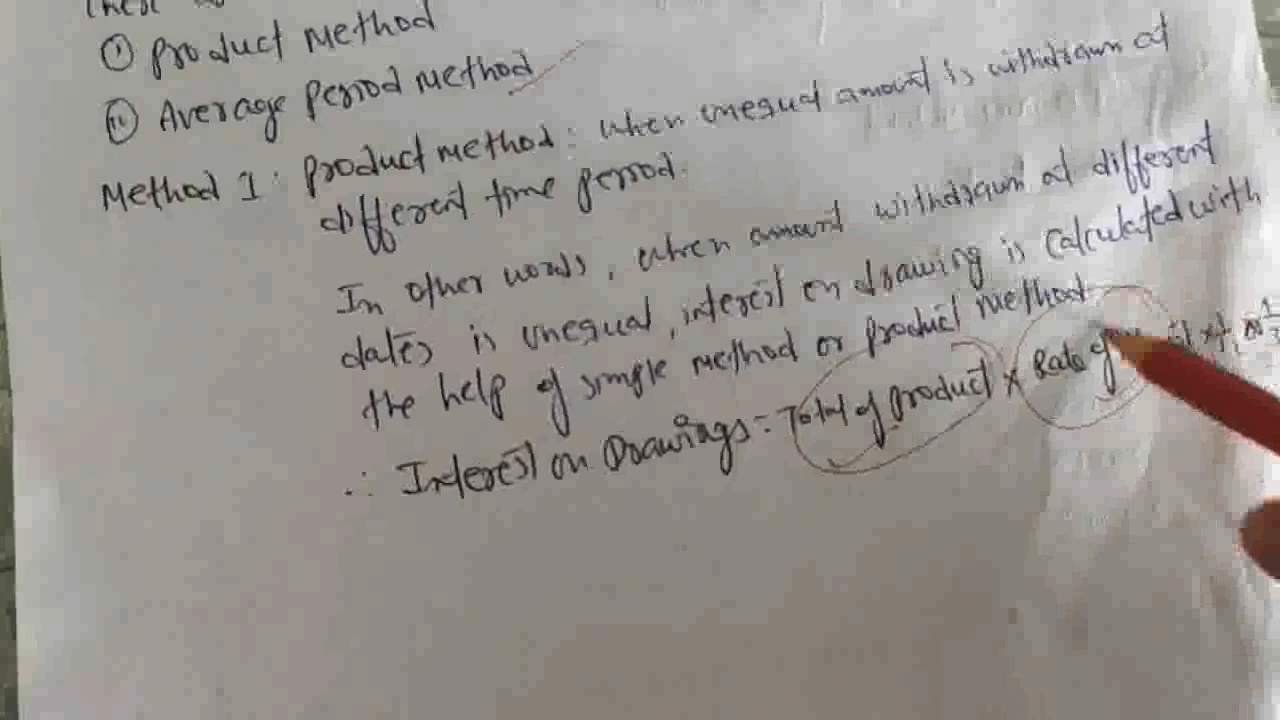 These
(i) Product Method
(ii) Average Period Method
Method 1: Product method: when unequal amount is withdrawn at
different time period.
In other words, when amount withdrawn at different
dates is unequal, interest on drawing is calculated with
the help of simple method or product method
∴ Interest on Drawings = Total of product × Rate of